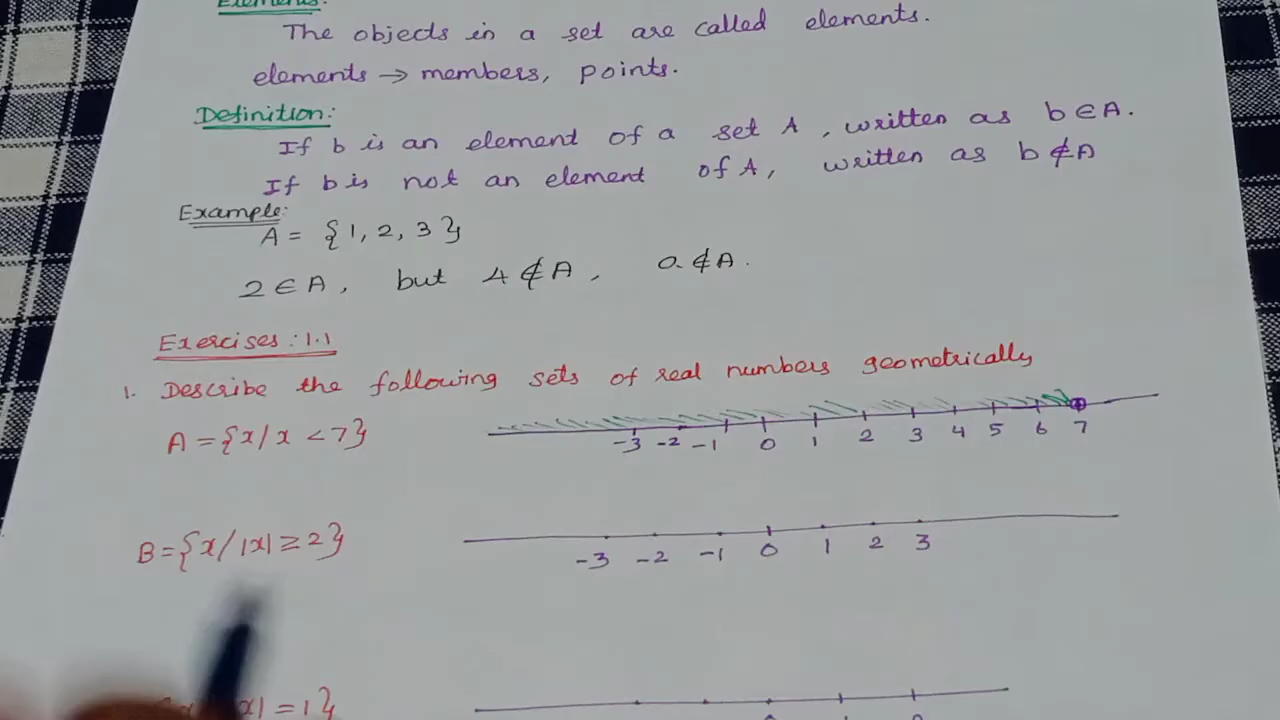 Elements:
The objects in a set are called elements.
elements → members, points.
Definition:
If b is an element of a set A, written as b ∈ A.
If b is not an element of A, written as b ∉ A
Example:
A = {1, 2, 3}
2 ∈ A, but 4 ∉ A, 0 ∉ A.
Exercises: 1.1
1. Describe the following sets of real numbers geometrically
A = {x/x < 7}
-3 -2 -1 0 1 2 3 4 5 6 7
B = {x/|x| ≥ 2}
-3 -2 -1 0 1 2 3
x| = 1}